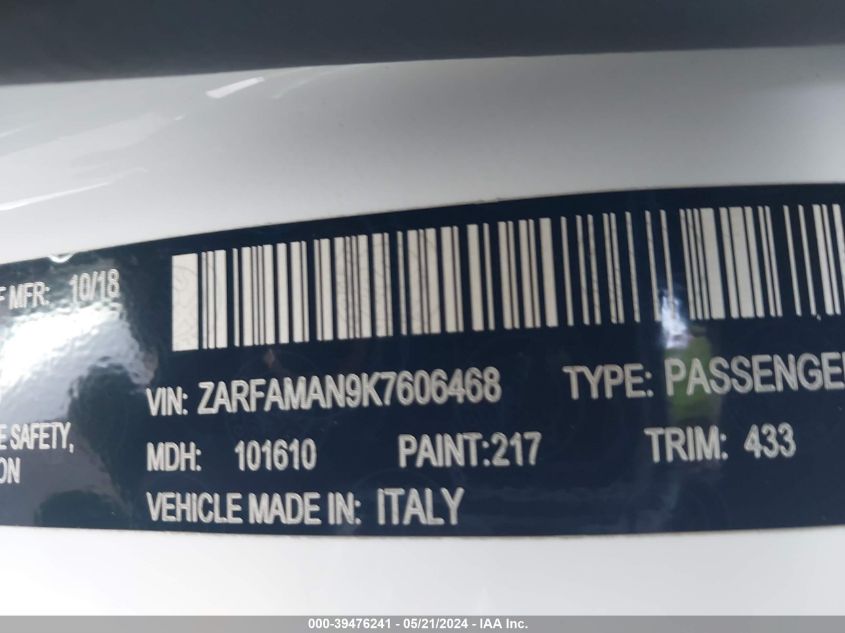 F MFR: 10/18
VIN: ZARFAMAN9K7606468 TYPE: PASSENGE
E SAFETY, MDH: 101610 PAINT:217 TRIM: 433
ON
VEHICLE MADE IN: ITALY
000-39476241 - 05/21/2024 - IAA Inc.